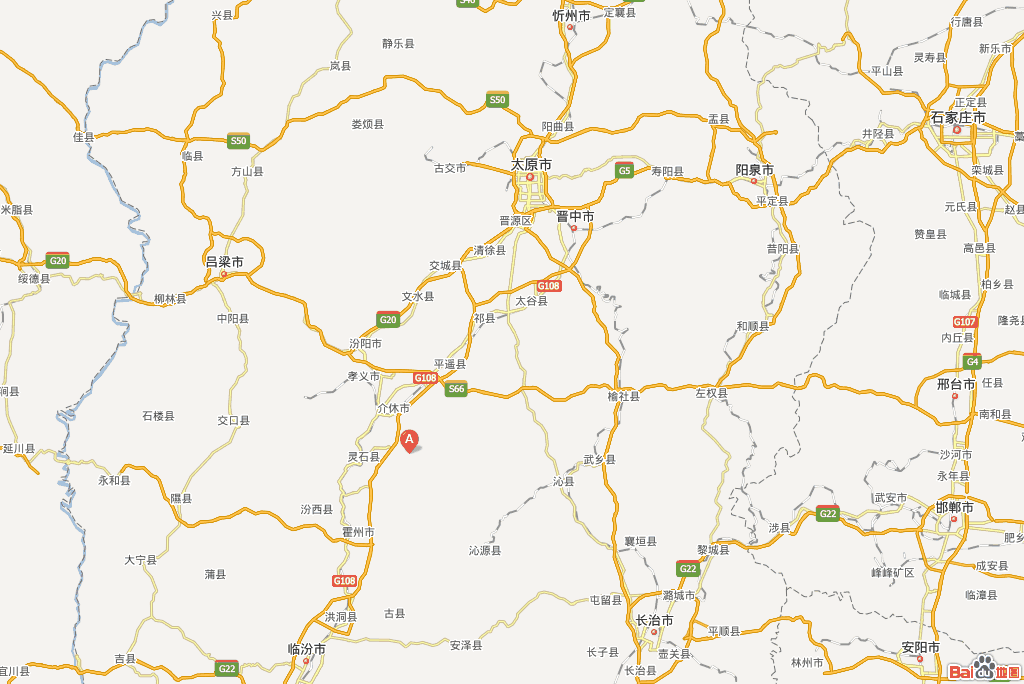 S46
兴县
忻州市
定襄县
行唐县
静乐县
新乐市
灵寿县
岚县
平山县
S50
正定县
娄烦县
阳曲县
盂县
石家庄市
佳县
S50
井陉县
藁
临县
太原市
方山县
古交市
G5
寿阳县
阳泉市
栾城县
平定县
米脂县
晋源区
晋中市
元氏县
赵县
赞皇县
清徐县
昔阳县
高邑县
G20
吕梁市
交城县
绥德县
柏乡县
G108
临城县
柳林县
文水县
太谷县
中阳县
G20
祁县
和顺县
G107
隆尧县
汾阳市
内丘县
平遥县
G4
孝义市
G108
S66
邢台市
任县
涧县
榆社县
左权县
介休市
石楼县
交口县
南和县
A
延川县
灵石县
武乡县
沙河市
永和县
沁县
永年县
隰县
武安市
汾西县
G22
邯郸市
霍州市
涉县
肥乡
襄垣县
沁源县
黎城县
大宁县
G22
成安县
蒲县
峰峰矿区
G108
潞城市
临漳县
屯留县
古县
洪洞县
长治市
平顺县
临汾市
安泽县
安阳市
吉县
长子县
壶关县
林州市
宜川县
G22
长治县
Bai du 地图